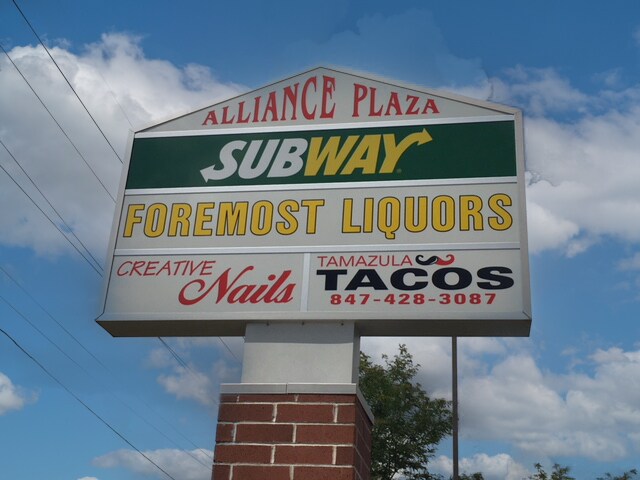 ALLIANCE PLAZA
SUBWAY
FOREMOST LIQUORS
CREATIVE
Nails
TAMAZULA
TACOS
847-428-3087